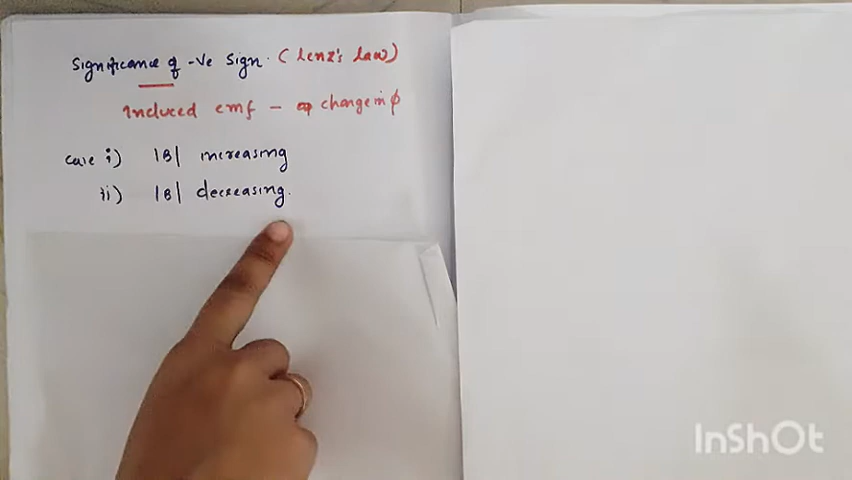 Significance of -ve sign. (Lenz's law)
Induced emf - op change in ϕ
Case i) |B| increasing
ii) |B| decreasing.
InShOt